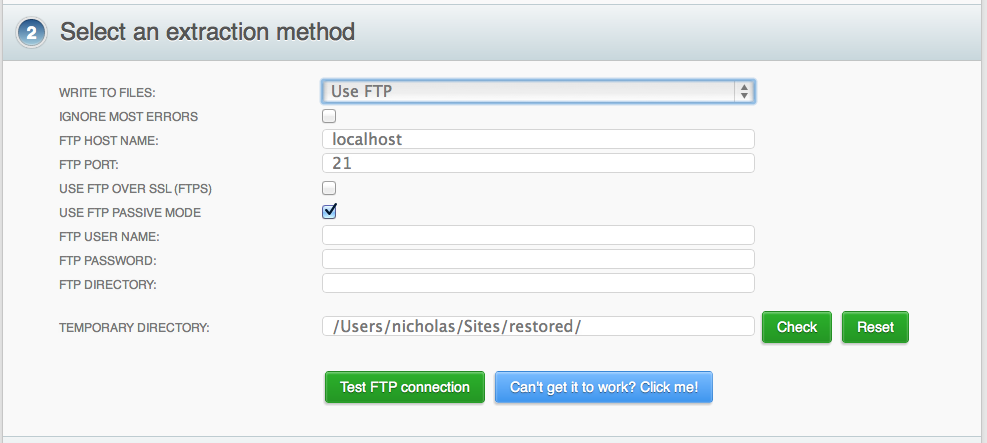 2 Select an extraction method
WRITE TO FILES: Use FTP
IGNORE MOST ERRORS
FTP HOST NAME: localhost
FTP PORT: 21
USE FTP OVER SSL (FTPS)
USE FTP PASSIVE MODE
FTP USER NAME:
FTP PASSWORD:
FTP DIRECTORY:
TEMPORARY DIRECTORY: /Users/nicholas/Sites/restored/ Check Reset
Test FTP connection Can't get it to work? Click me!